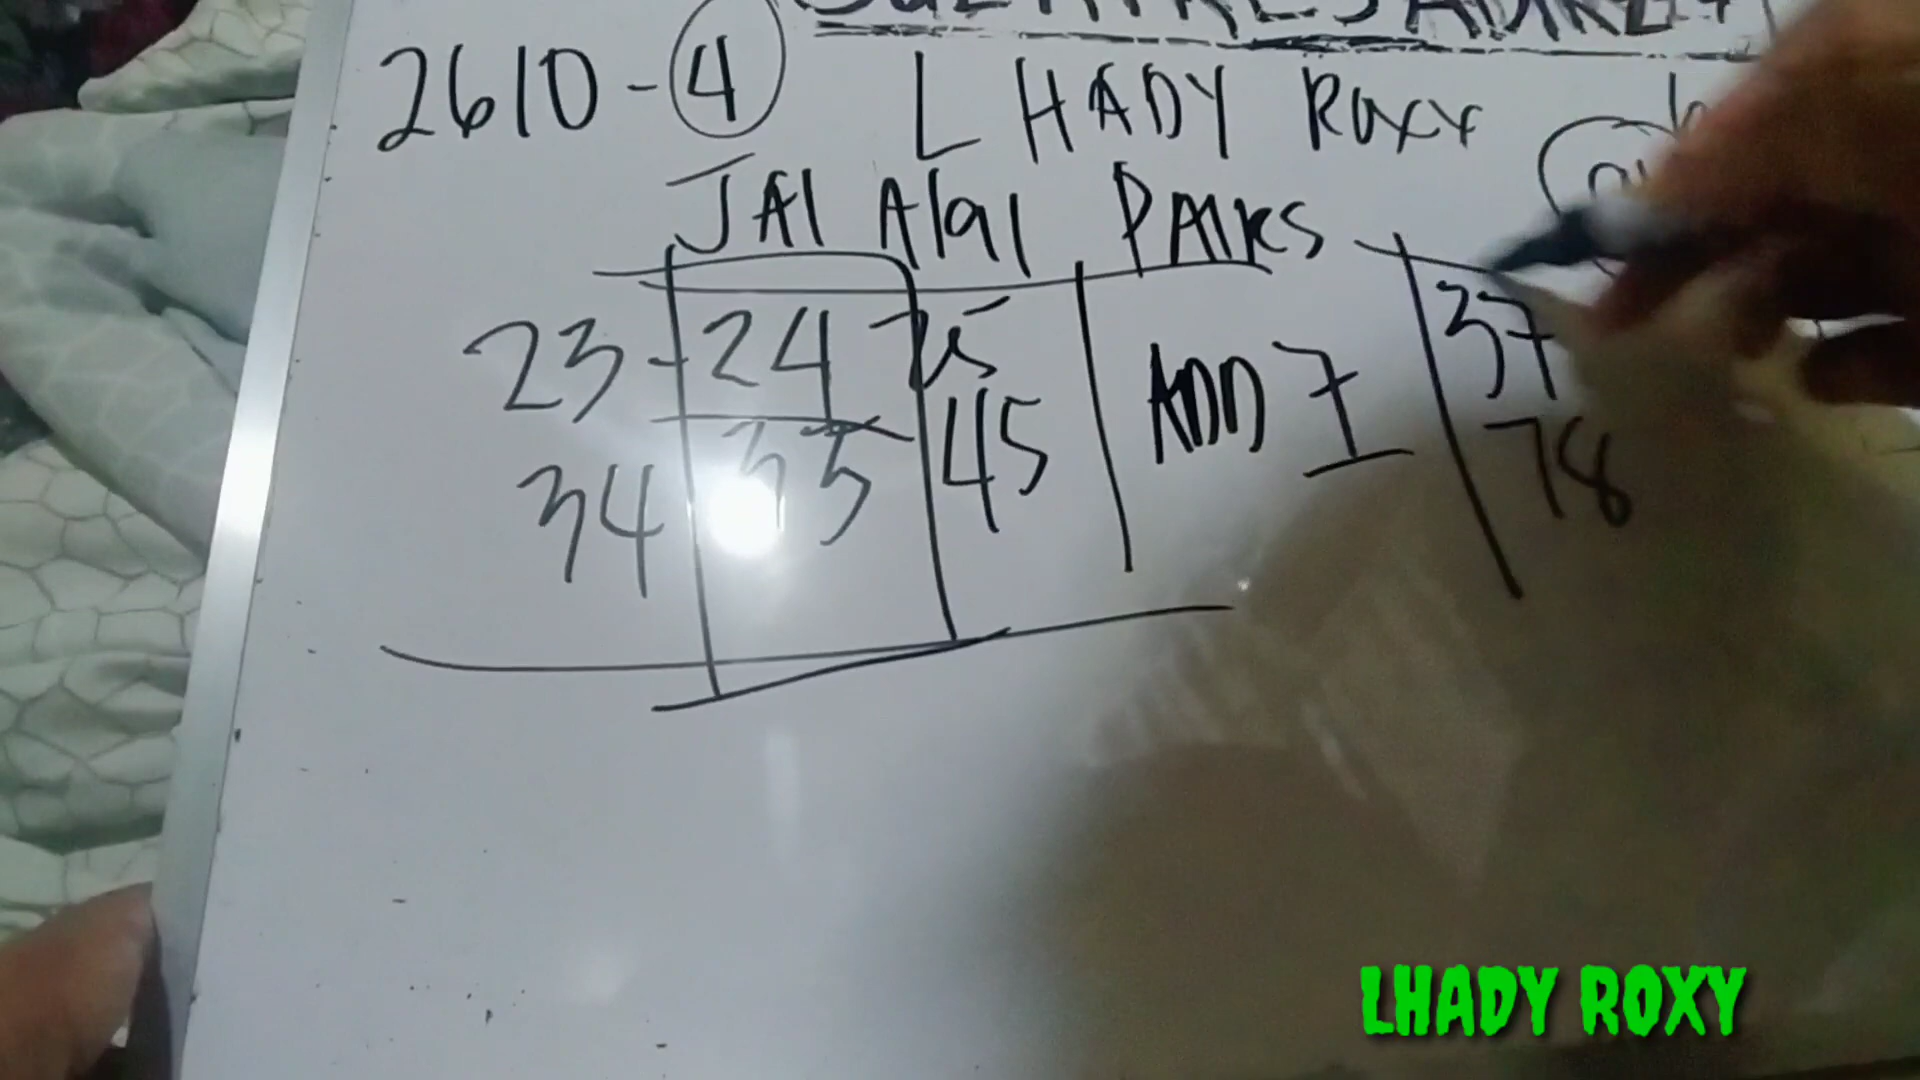 2610-4 LHADY ROXY
JAI Alai PAIRS
23-24 25
45
ADD 7
37
34 35
78
LHADY ROXY